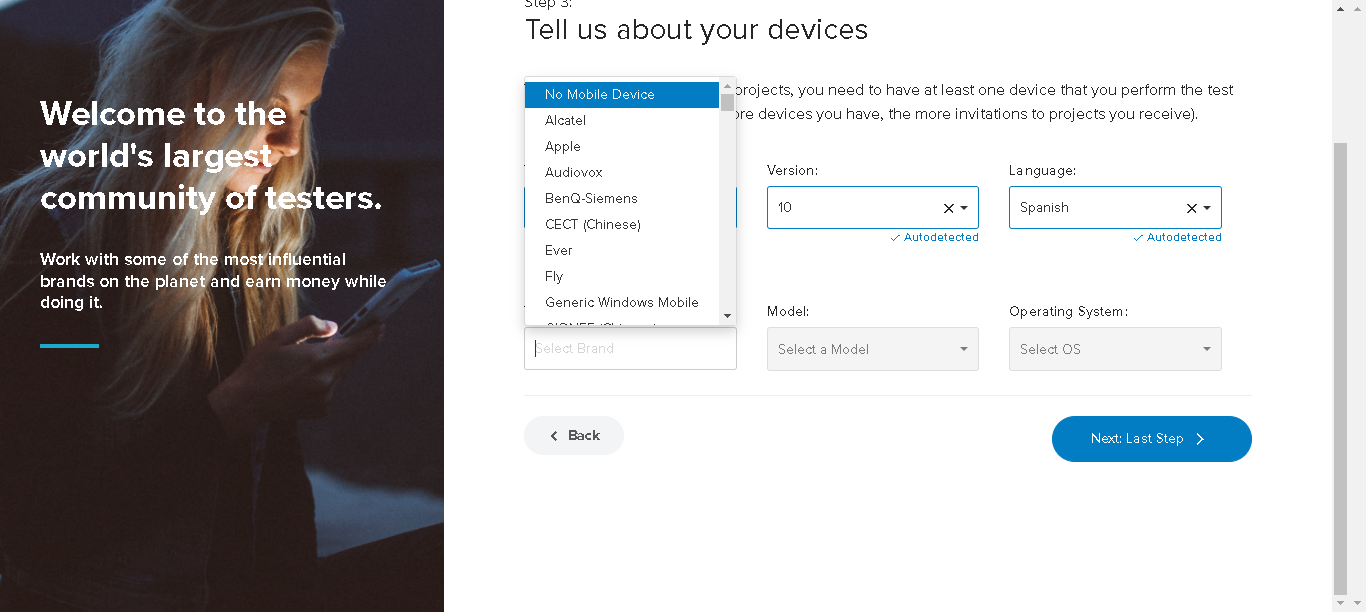 Welcome to the
world's largest
community of testers.
Work with some of the most influential
brands on the planet and earn money while
doing it.
Step 3:
Tell us about your devices
projects, you need to have at least one device that you perform the test
ore devices you have, the more invitations to projects you receive).
No Mobile Device
Alcatel
Apple
Audiovox
BenQ-Siemens
CECT (Chinese)
Ever
Fly
Generic Windows Mobile
Version:
10
Autodetected
Language:
Spanish
Autodetected
Select Brand
Model:
Select a Model
Operating System:
Select OS
Back
Next: Last Step